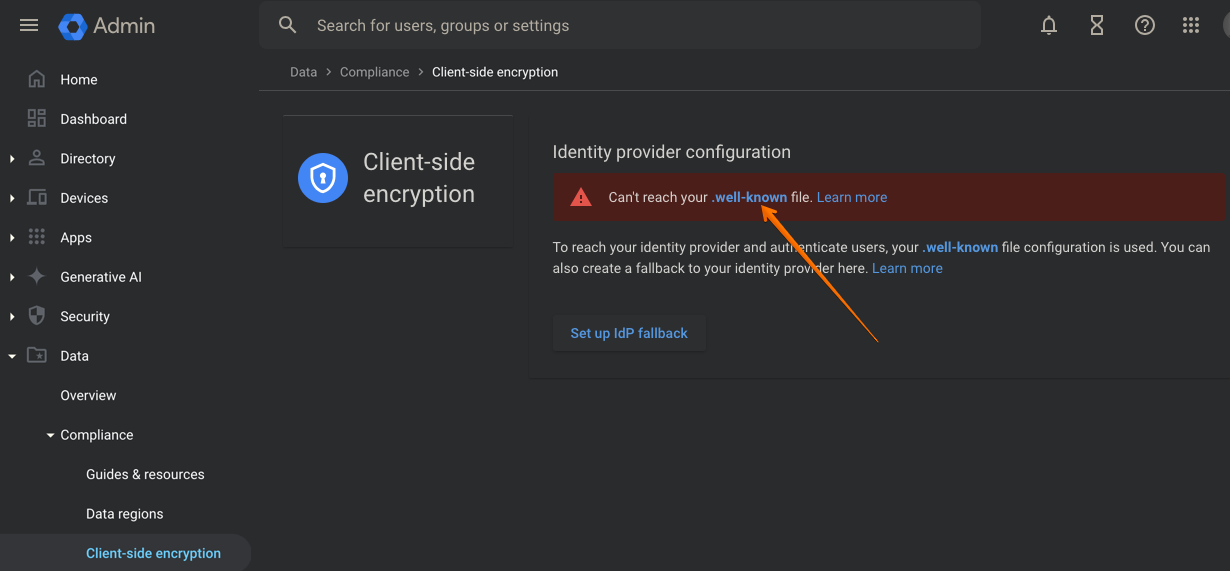 Admin
Search for users, groups or settings
Home
Dashboard
Directory
Devices
Apps
Generative AI
Security
Data
Overview
Compliance
Guides & resources
Data regions
Client-side encryption
Data > Compliance > Client-side encryption
Client-side
encryption
Identity provider configuration
Can't reach your .well-known file. Learn more
To reach your identity provider and authenticate users, your .well-known file configuration is used. You can
also create a fallback to your identity provider here. Learn more
Set up IdP fallback